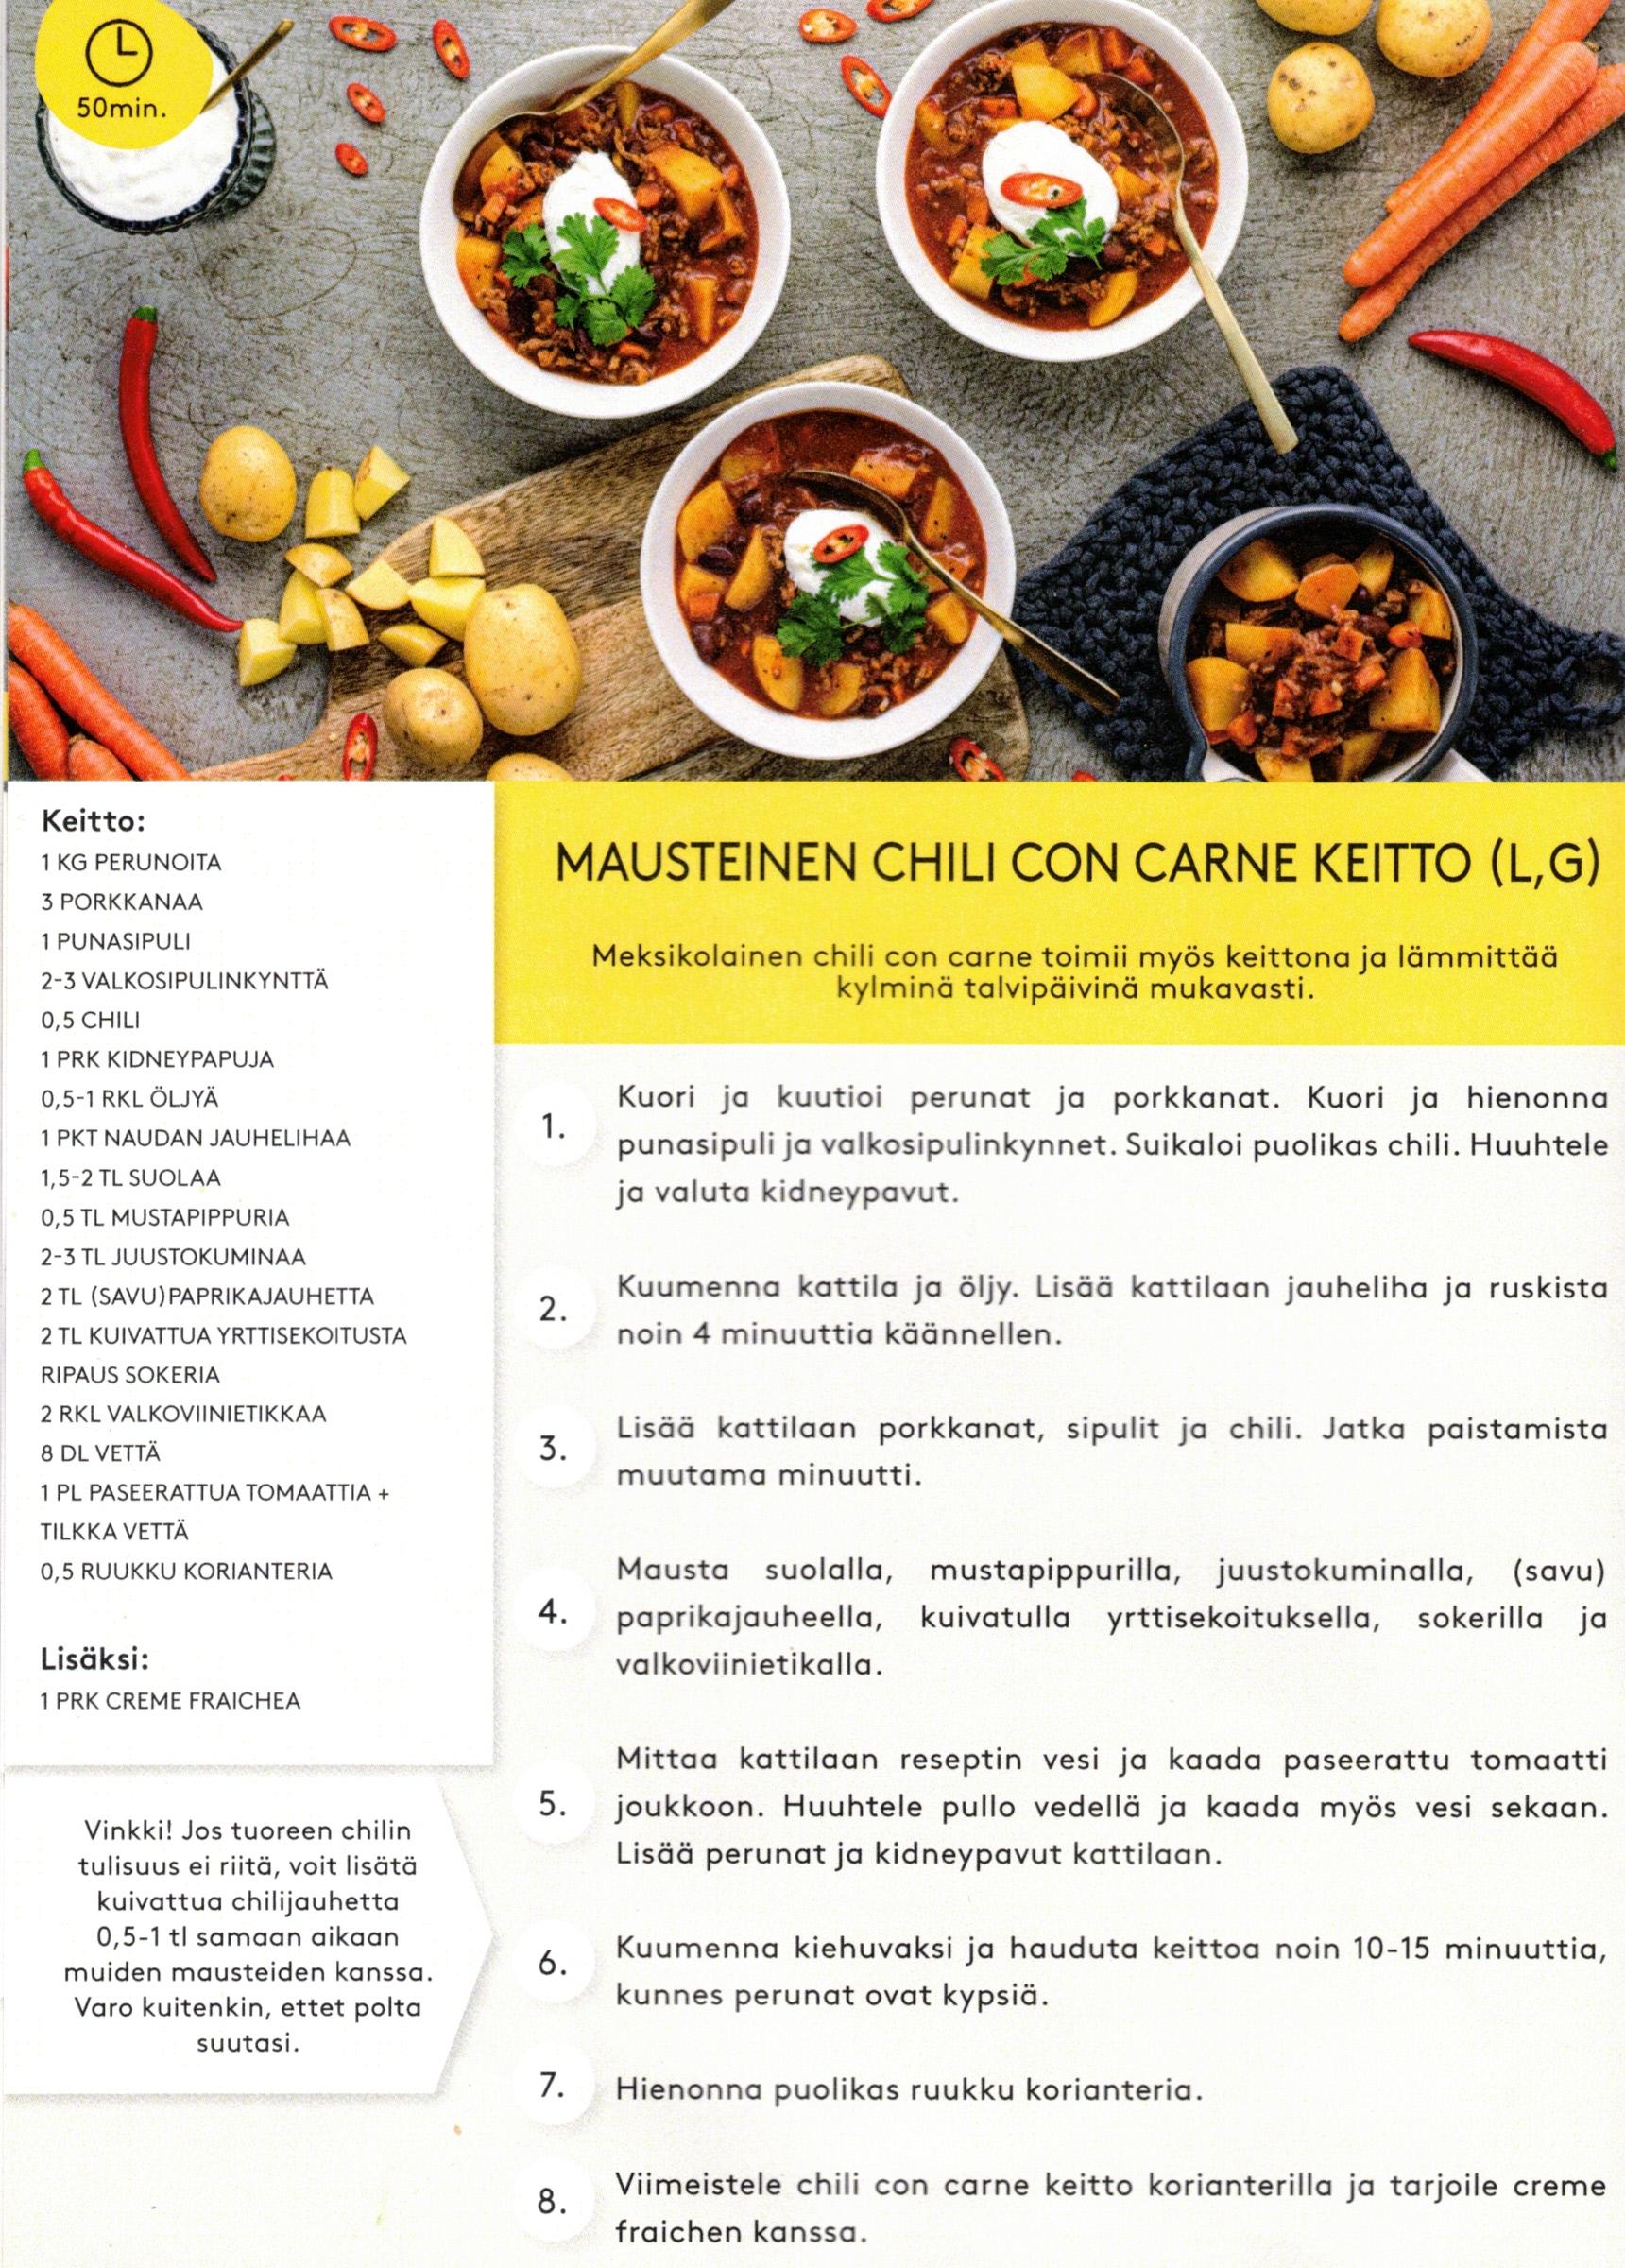 50min.
Keitto:
1 KG PERUNOITA
3 PORKKANAA
1 PUNASIPULI
2-3 VALKOSIPULINKYNTTÄ
0,5 CHILI
1 PRK KIDNEYPAPUJA
0,5-1 RKL ÖLJYÄ
1 PKT NAUDAN JAUHELIHAA
1,5-2 TL SUOLAA
0,5 TL MUSTAPIPPURIA
2-3 TL JUUSTOKUMINAA
2 TL (SAVU)PAPRIKAJAUHETTA
2 TL KUIVATTUA YRTTISEKOITUSTA
RIPAUS SOKERIA
2 RKL VALKOVIINIETIKKAA
8 DL VETTÄ
1 PL PASEERATTUA TOMAATTIA +
TILKKA VETTÄ
0,5 RUUKKU KORIANTERIA
Lisäksi:
1 PRK CREME FRAICHEA
Vinkki! Jos tuoreen chilin
tulisuus ei riitä, voit lisätä
kuivattua chilijauhetta
0,5-1 tl samaan aikaan
muiden mausteiden kanssa.
Varo kuitenkin, ettet polta
suutasi.
MAUSTEINEN CHILI CON CARNE KEITTO (L,G)
Meksikolainen chili con carne toimii myös keittona ja lämmittää
kylminä talvipäivinä mukavasti.
1. Kuori ja kuutioi perunat ja porkkanat. Kuori ja hienonna
punasipuli ja valkosipulinkynnet. Suikaloi puolikas chili. Huuhtele
ja valuta kidneypavut.
2. Kuumenna kattila ja öljy. Lisää kattilaan jauheliha ja ruskista
noin 4 minuuttia käännellen.
3. Lisää kattilaan porkkanat, sipulit ja chili. Jatka paistamista
muutama minuutti.
4. Mausta suolalla, mustapippurilla, juustokuminalla, (savu)
paprikajauheella, kuivatulla yrttisekoituksella, sokerilla ja
valkoviinietikalla.
5. Mittaa kattilaan reseptin vesi ja kaada paseerattu tomaatti
joukkoon. Huuhtele pullo vedellä ja kaada myös vesi sekaan.
Lisää perunat ja kidneypavut kattilaan.
6. Kuumenna kiehuvaksi ja hauduta keittoa noin 10-15 minuuttia,
kunnes perunat ovat kypsiä.
7. Hienonna puolikas ruukku korianteria.
8. Viimeistele chili con carne keitto korianterilla ja tarjoile creme
fraichen kanssa.